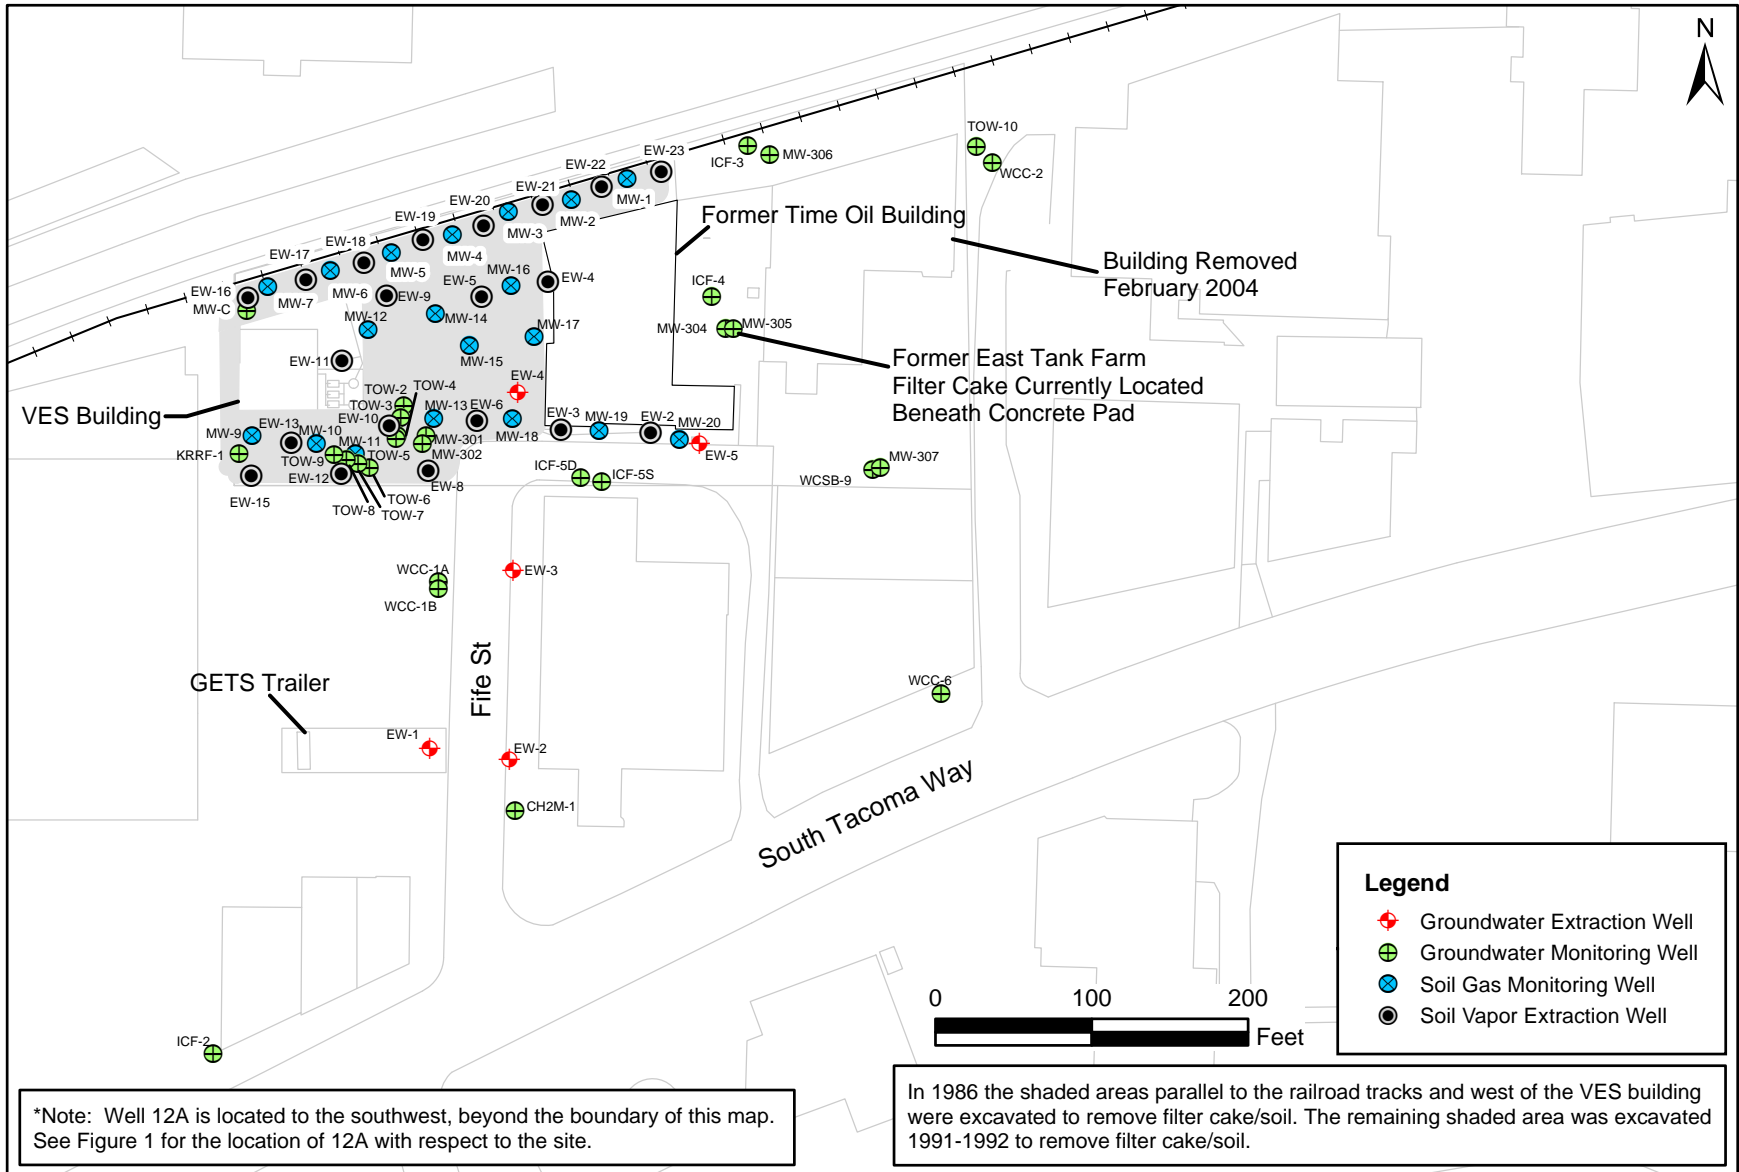 N
TOW-10
ICF-3
MW-306
WCC-2
EW-23
EW-22
EW-21
EW-20
EW-19
EW-18
EW-17
EW-16
MW-C
MW-1
MW-2
MW-3
MW-4
MW-5
MW-6
MW-7
Former Time Oil Building
Building Removed
February 2004
MW-16
EW-4
EW-5
EW-9
MW-14
MW-12
MW-17
MW-15
ICF-4
MW-304
MW-305
EW-11
Former East Tank Farm
Filter Cake Currently Located
Beneath Concrete Pad
VES Building
EW-4
TOW-2
TOW-4
TOW-3
MW-13
EW-6
EW-10
MW-18
EW-3
MW-19
EW-2
MW-20
EW-5
MW-9
EW-13
MW-10
MW-11
MW-301
MW-302
KRRF-1
TOW-9
TOW-5
EW-12
EW-8
EW-15
TOW-6
TOW-8
TOW-7
ICF-5D
ICF-5S
WCSB-9
MW-307
WCC-1A
WCC-1B
EW-3
Fife St
GETS Trailer
WCC-6
EW-1
EW-2
CH2M-1
South Tacoma Way
ICF-2
0 100 200
Feet
Legend
Groundwater Extraction Well
Groundwater Monitoring Well
Soil Gas Monitoring Well
Soil Vapor Extraction Well
*Note: Well 12A is located to the southwest, beyond the boundary of this map.
See Figure 1 for the location of 12A with respect to the site.
In 1986 the shaded areas parallel to the railroad tracks and west of the VES building
were excavated to remove filter cake/soil. The remaining shaded area was excavated
1991-1992 to remove filter cake/soil.